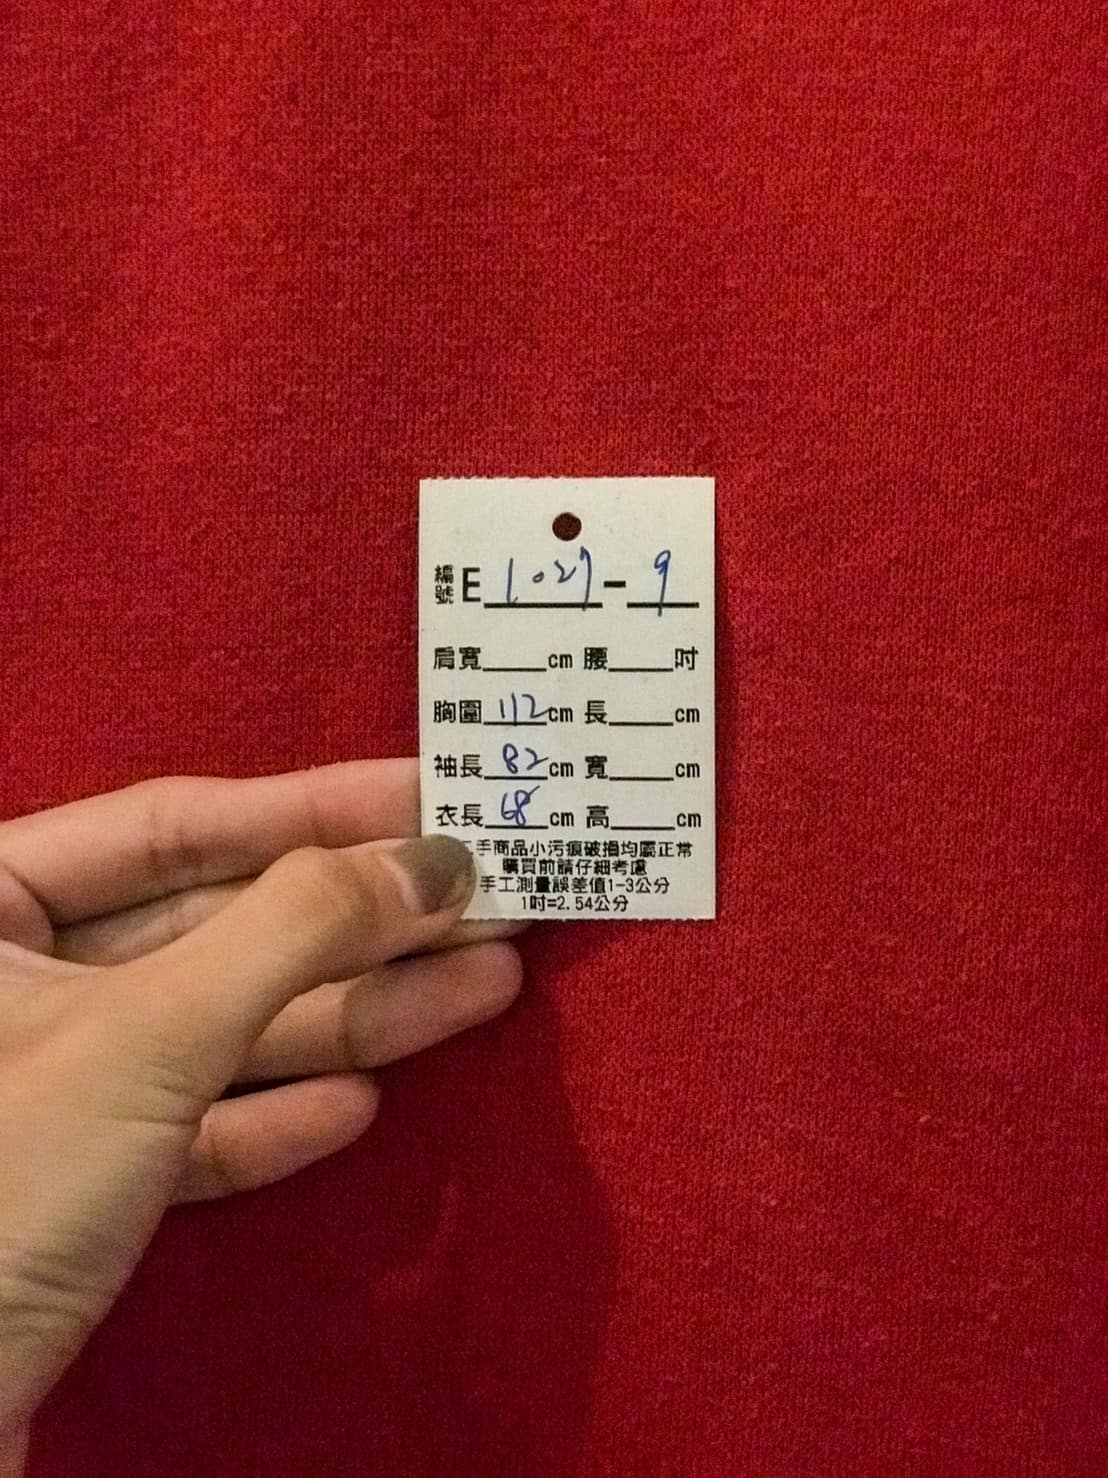 編號 E 1027-9
肩寬____cm 腰____吋
胸圍 112 cm 長____cm
袖長 82 cm 寬____cm
衣長 68 cm 高____cm
二手商品小污痕破損均屬正常
購買前請仔細考慮
手工測量誤差值1-3公分
1吋=2.54公分